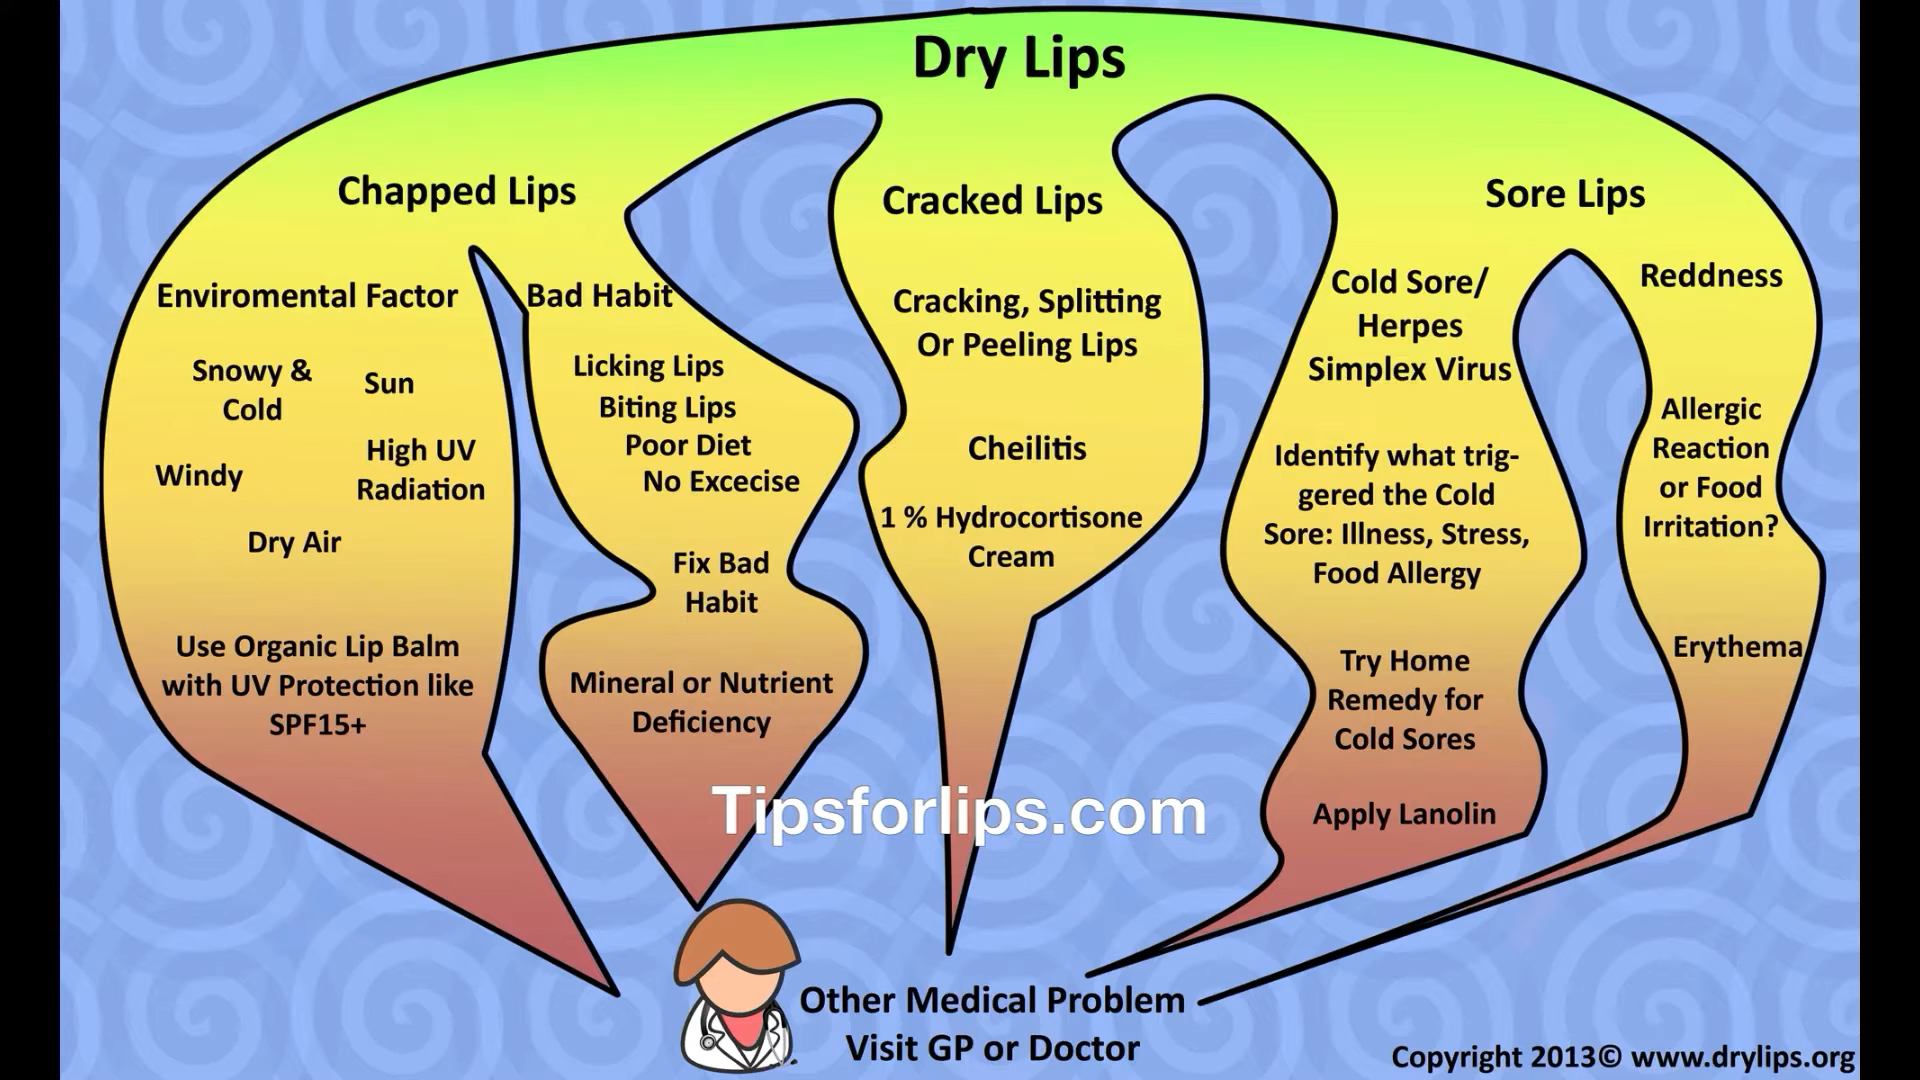 Dry Lips
Chapped Lips
Enviromental Factor
Snowy &
Cold
Sun
Windy
High UV
Radiation
Dry Air
Use Organic Lip Balm
with UV Protection like
SPF15+
Bad Habit
Licking Lips
Biting Lips
Poor Diet
No Excecise
Fix Bad
Habit
Mineral or Nutrient
Deficiency
Cracked Lips
Cracking, Splitting
Or Peeling Lips
Cheilitis
1 % Hydrocortisone
Cream
Sore Lips
Cold Sore/
Herpes
Simplex Virus
Identify what trig-
gered the Cold
Sore: Illness, Stress,
Food Allergy
Try Home
Remedy for
Cold Sores
Apply Lanolin
Reddness
Allergic
Reaction
or Food
Irritation?
Erythema
Tipsforlips.com
Other Medical Problem
Visit GP or Doctor
Copyright 2013© www.drylips.org